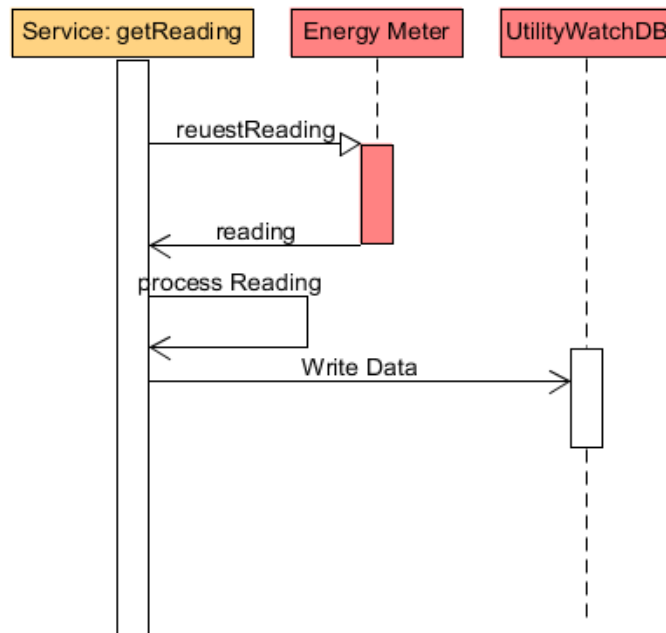 Service: getReading
Energy Meter
UtilityWatchDB
reuestReading
reading
process Reading
Write Data